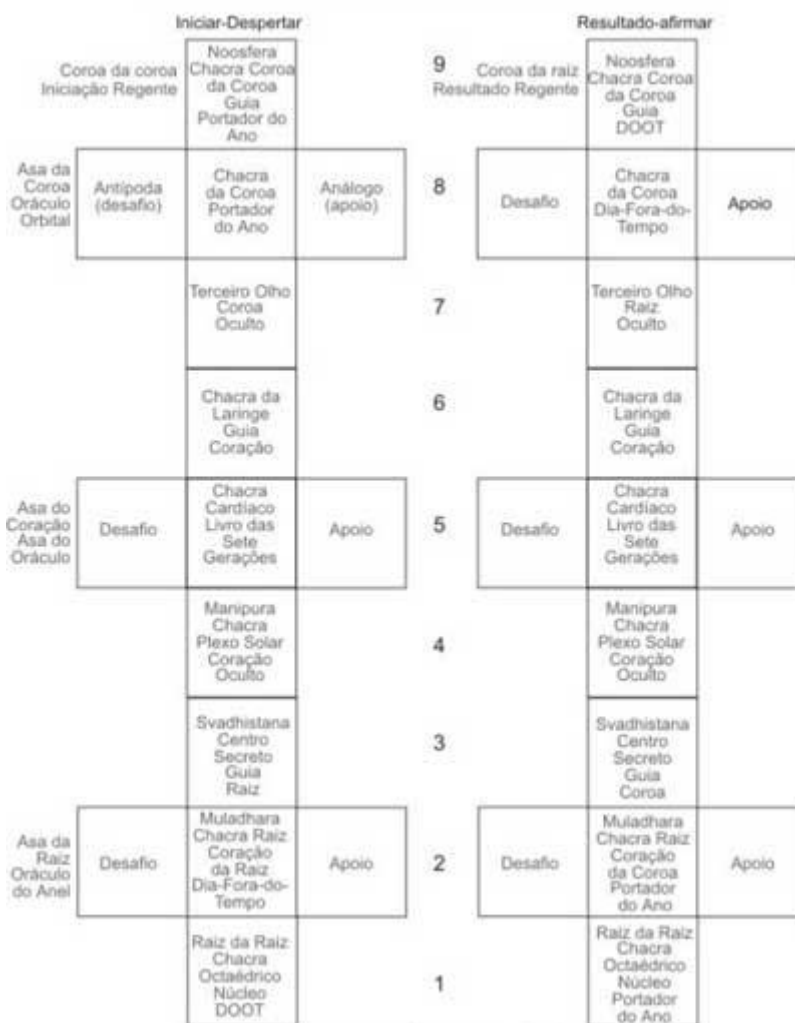 Iniciar-Despertar
Coroa da coroa
Iniciação Regente
Noosfera
Chacra Coroa
da Coroa
Guia
Portador do
Ano
Asa da
Coroa
Oráculo
Orbital
Antípoda
(desafio)
Chacra
da Coroa
Portador
do Ano
Análogo
(apoio)
Terceiro Olho
Coroa
Oculto
Chacra da
Laringe
Guia
Coração
Asa do
Coração
Asa do
Oráculo
Desafio
Chacra
Cardíaco
Livro das
Sete
Gerações
Apoio
Manipura
Chacra
Plexo Solar
Coração
Oculto
Svadhistana
Centro
Secreto
Guia
Raiz
Asa da
Raiz
Oráculo
do Anel
Desafio
Muladhara
Chacra Raiz
Coração
da Raiz
Dia-Fora-do-
Tempo
Apoio
Raiz da Raiz
Chacra
Octaédrico
Núcleo
DOOT
9
8
7
6
5
4
3
2
1
Resultado-afirmar
Coroa da raiz
Resultado Regente
Noosfera
Chacra Coroa
da Coroa
Guia
DOOT
Desafio
Chacra
da Coroa
Dia-Fora-do-
Tempo
Apoio
Terceiro Olho
Raiz
Oculto
Chacra da
Laringe
Guia
Coração
Desafio
Chacra
Cardíaco
Livro das
Sete
Gerações
Apoio
Manipura
Chacra
Plexo Solar
Coração
Oculto
Svadhistana
Centro
Secreto
Guia
Coroa
Desafio
Muladhara
Chacra Raiz
Coração
da Coroa
Portador
do Ano
Apoio
Raiz da Raiz
Chacra
Octaédrico
Núcleo
Portador
do Ano